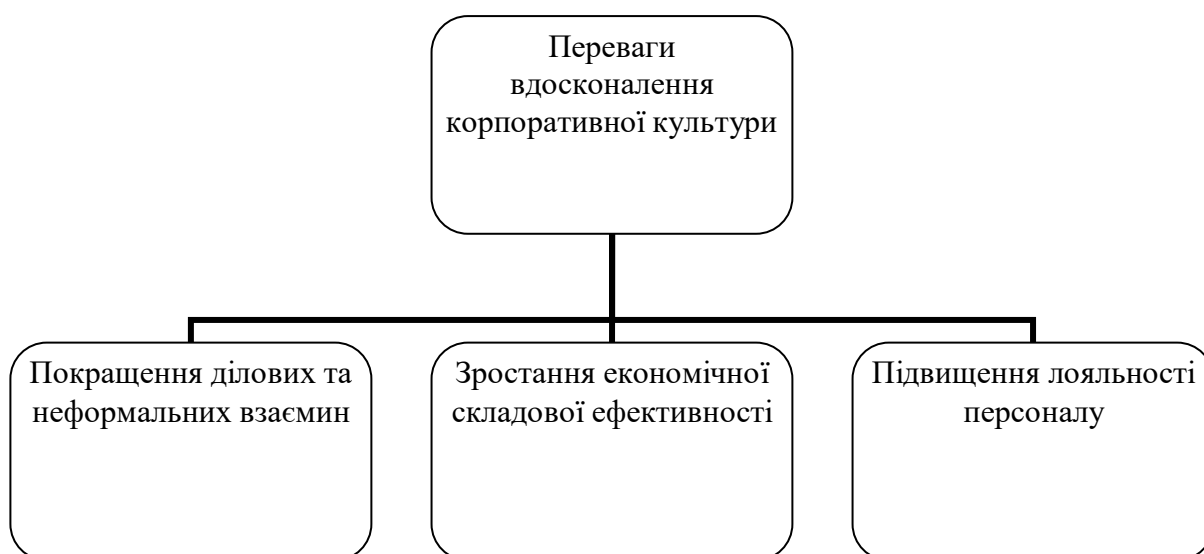 Переваги
вдосконалення
корпоративної культури
Покращення ділових та
неформальних взаємин
Зростання економічної
складової ефективності
Підвищення лояльності
персоналу